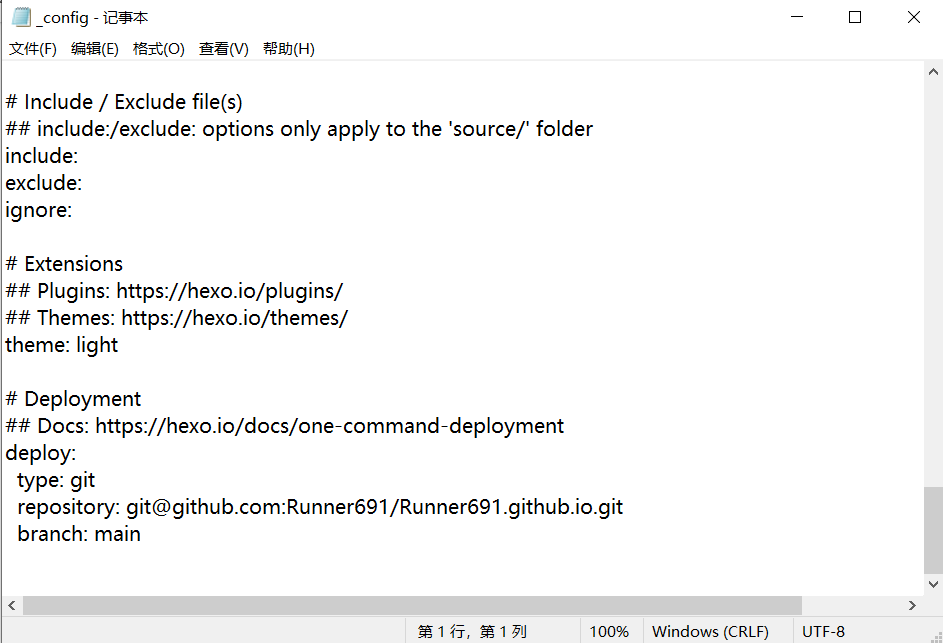 _config - 记事本
文件(F) 编辑(E) 格式(O) 查看(V) 帮助(H)
# Include / Exclude file(s)
## include:/exclude: options only apply to the 'source/' folder
include:
exclude:
ignore:
# Extensions
## Plugins: https://hexo.io/plugins/
## Themes: https://hexo.io/themes/
theme: light
# Deployment
## Docs: https://hexo.io/docs/one-command-deployment
deploy:
  type: git
  repository: git@github.com:Runner691/Runner691.github.io.git
  branch: main
第 1 行，第 1 列 100% Windows (CRLF) UTF-8